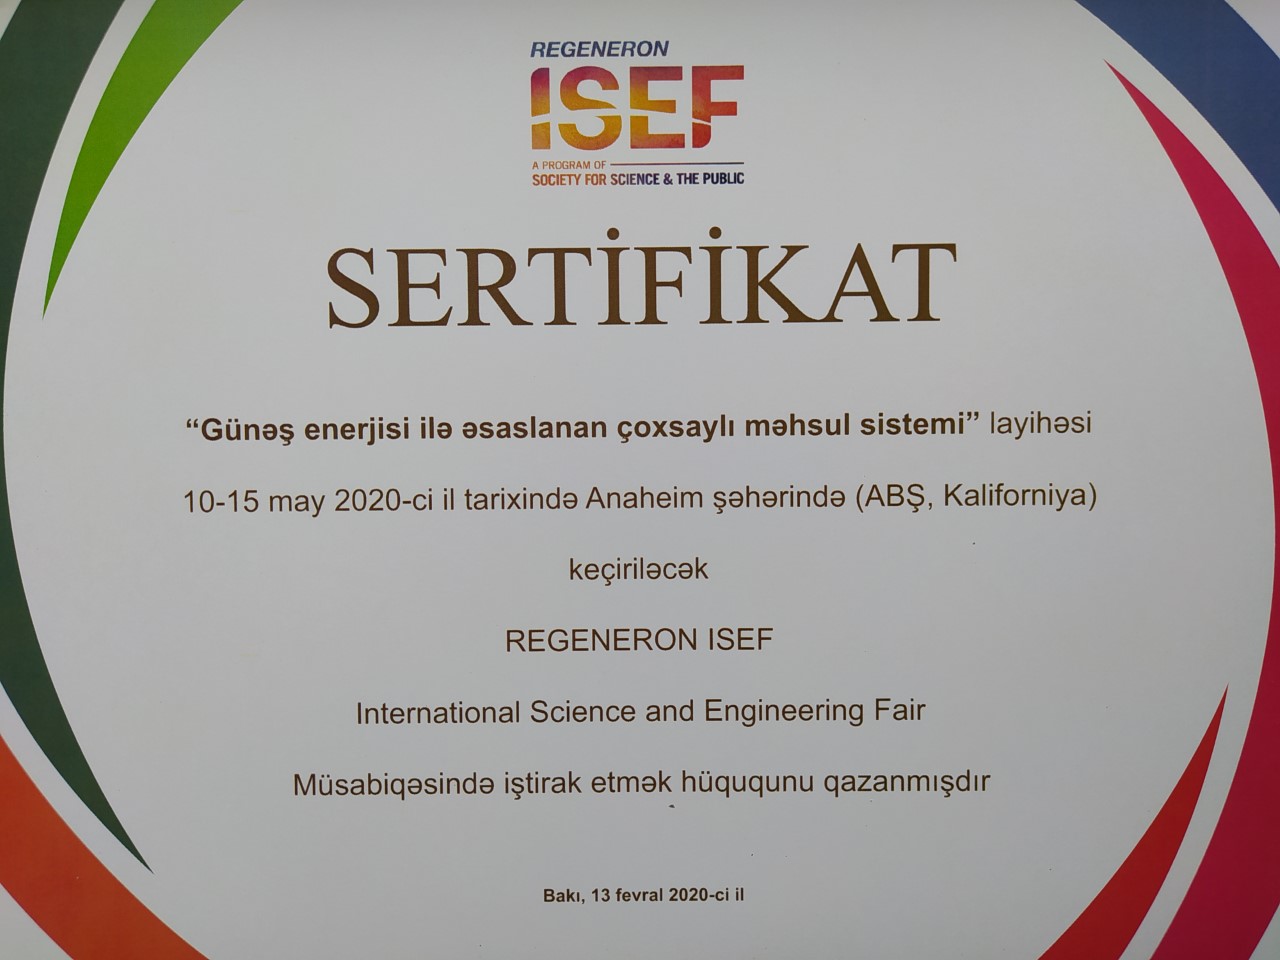 REGENERON
ISEF
A PROGRAM OF
SOCIETY FOR SCIENCE & THE PUBLIC
SERTİFİKAT
“Günəş enerjisi ilə əsaslanan çoxsaylı məhsul sistemi” layihəsi
10-15 may 2020-ci il tarixində Anaheim şəhərində (ABŞ, Kaliforniya)
keçiriləcək
REGENERON ISEF
International Science and Engineering Fair
Müsabiqəsində iştirak etmək hüququnu qazanmışdır
Bakı, 13 fevral 2020-ci il